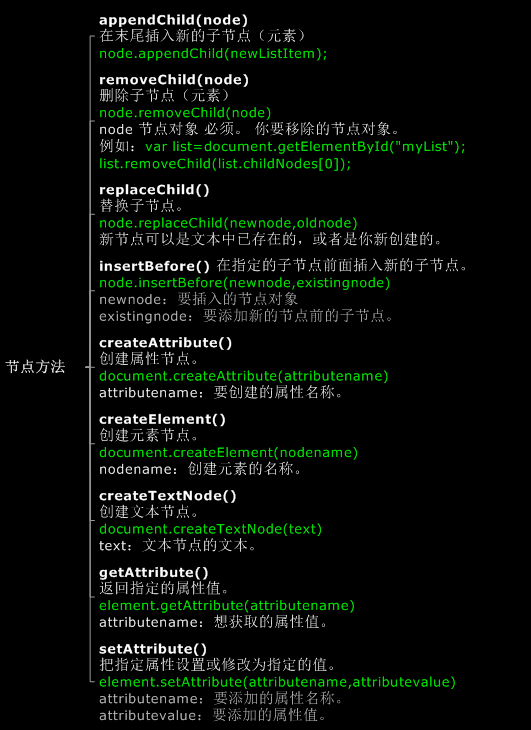 appendChild(node)
在末尾插入新的子节点（元素）
node.appendChild(newListItem);
removeChild(node)
删除子节点（元素）
node.removeChild(node)
node 节点对象 必须。 你要移除的节点对象。
例如：var list=document.getElementById("myList");
list.removeChild(list.childNodes[0]);
replaceChild()
替换子节点。
node.replaceChild(newnode,oldnode)
新节点可以是文本中已存在的，或者是你新创建的。
insertBefore() 在指定的子节点前面插入新的子节点。
node.insertBefore(newnode,existingnode)
newnode：要插入的节点对象
existingnode：要添加新的节点前的子节点。
节点方法
createAttribute()
创建属性节点。
document.createAttribute(attributename)
attributename：要创建的属性名称。
createElement()
创建元素节点。
document.createElement(nodename)
nodename：创建元素的名称。
createTextNode()
创建文本节点。
document.createTextNode(text)
text：文本节点的文本。
getAttribute()
返回指定的属性值。
element.getAttribute(attributename)
attributename：想获取的属性值。
setAttribute()
把指定属性设置或修改为指定的值。
element.setAttribute(attributename,attributevalue)
attributename：要添加的属性名称。
attributevalue：要添加的属性值。